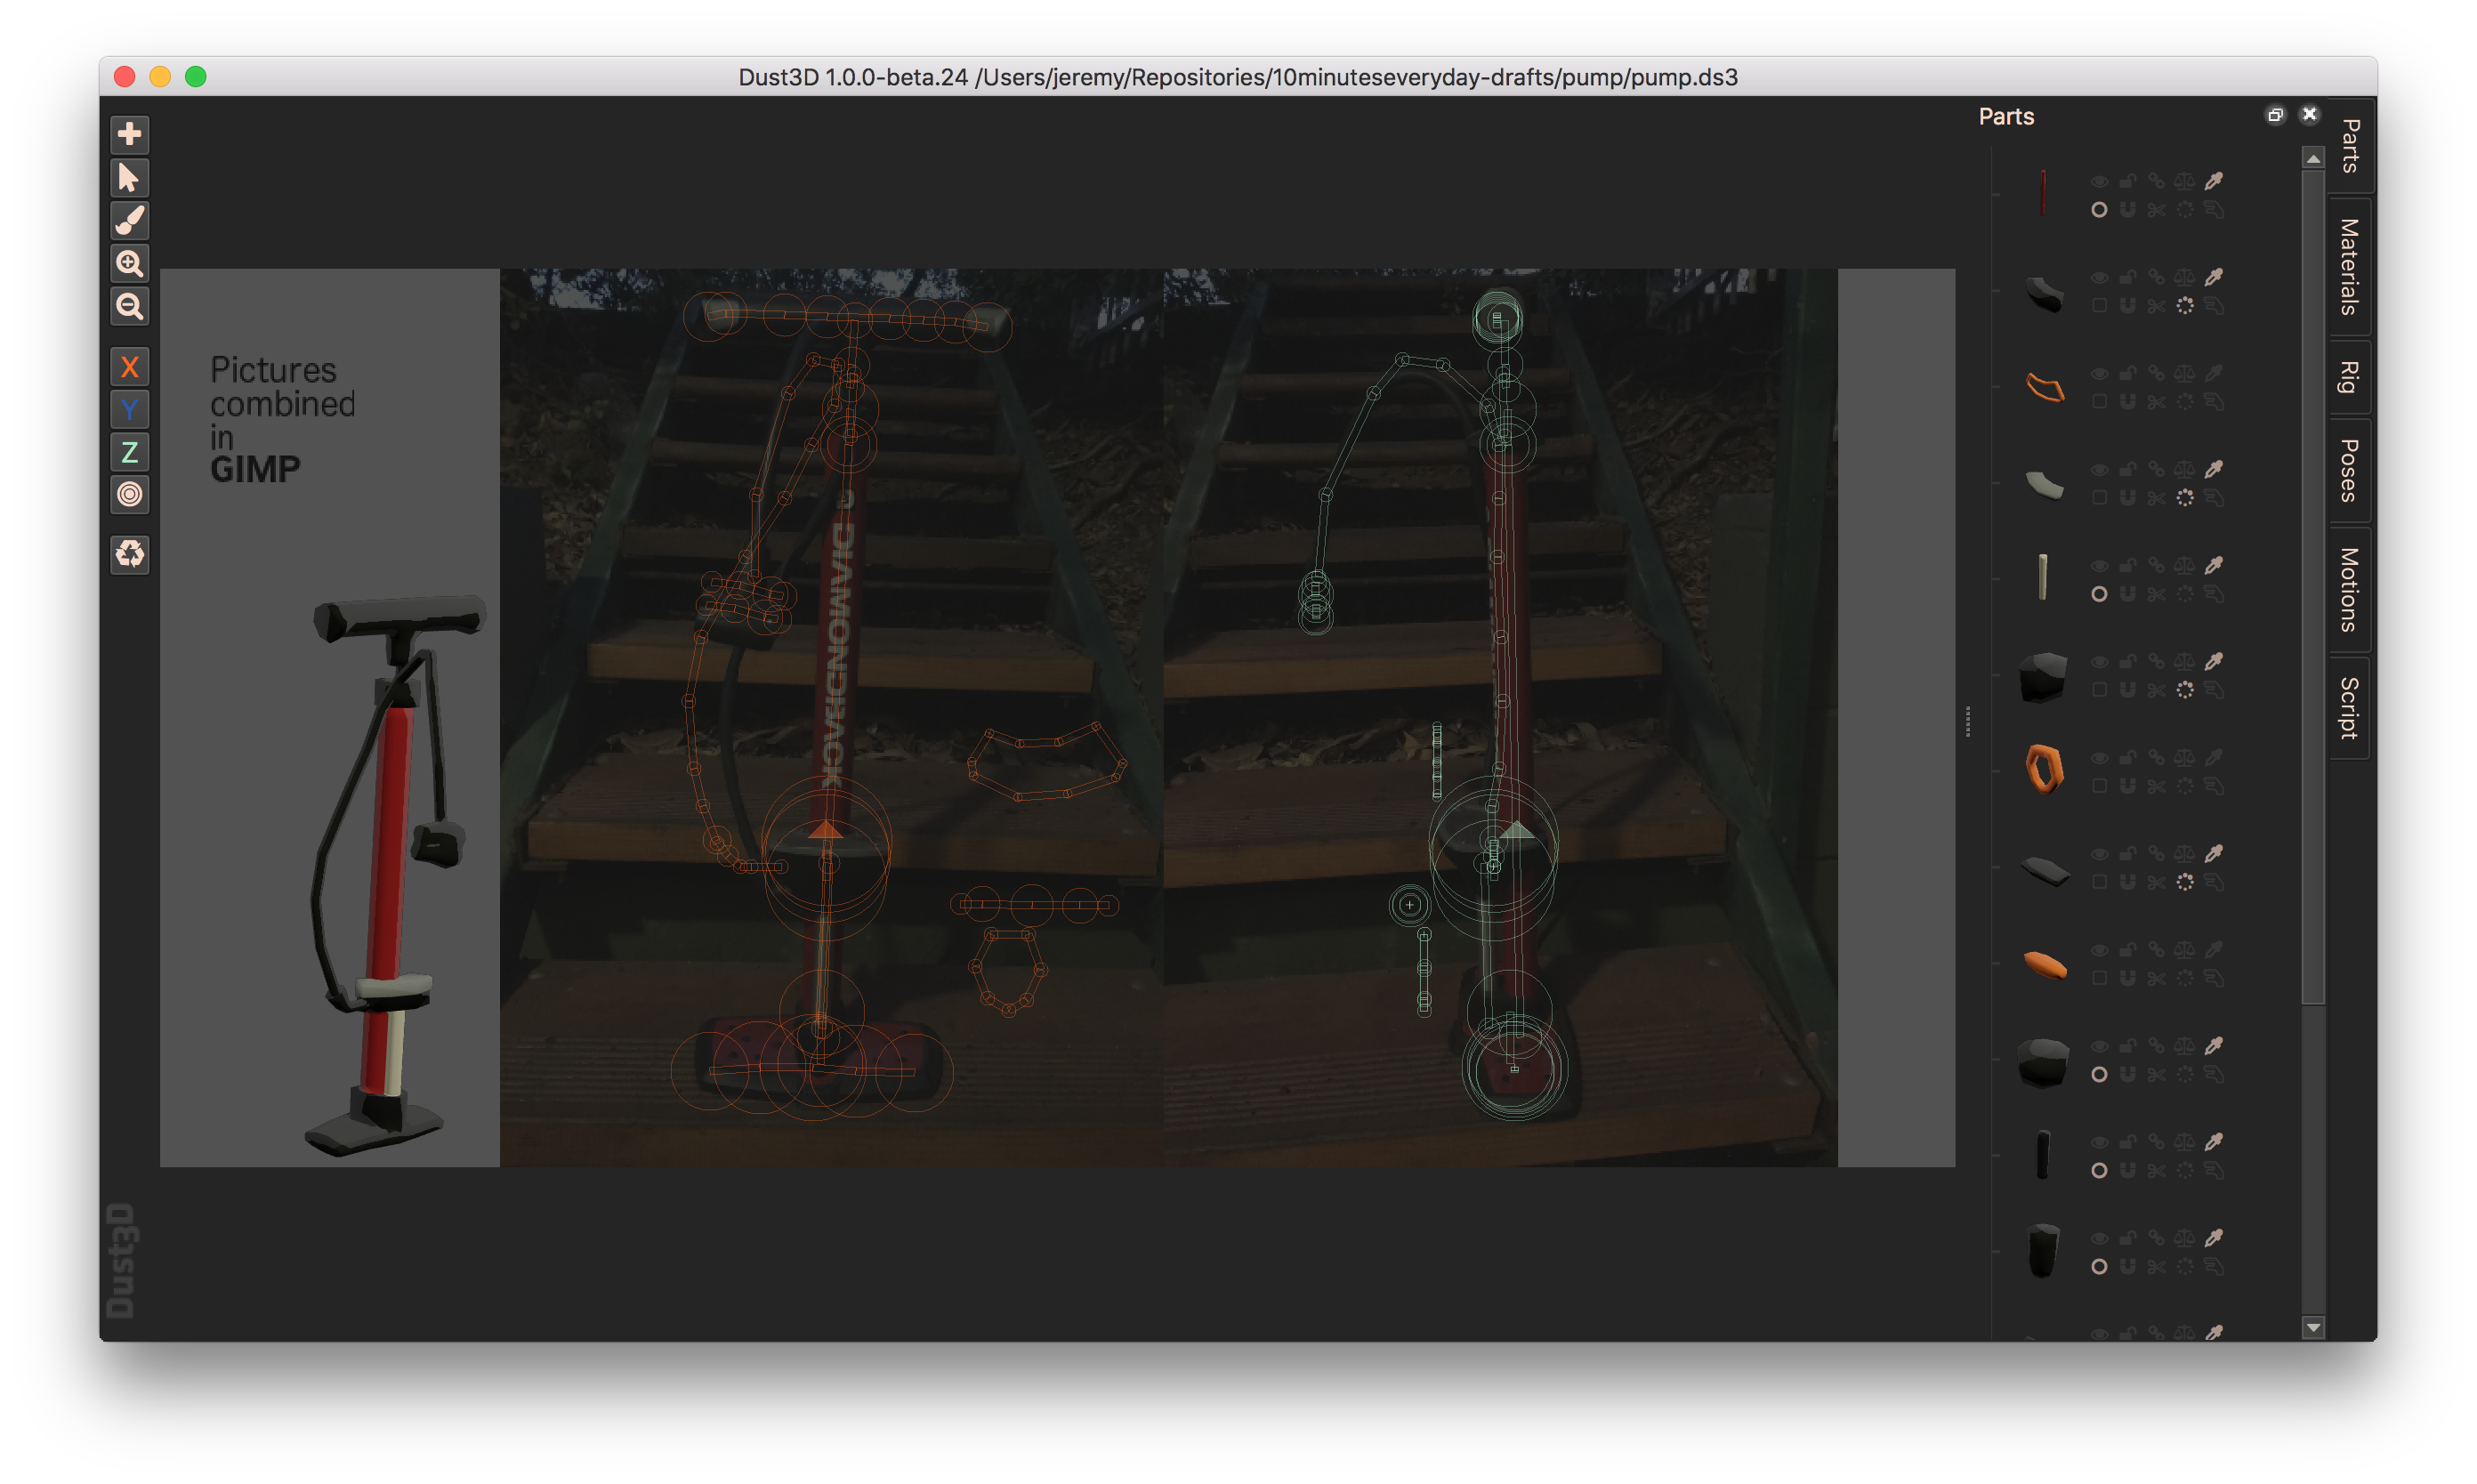 Dust3D 1.0.0-beta.24 /Users/jeremy/Repositories/10minuteseveryday-drafts/pump/pump.ds3
Parts
Parts
Materials
Rig
Poses
Motions
Script
X
Y
Z
Pictures
combined
in
GIMP
DIAMONDBACK
Dust3D